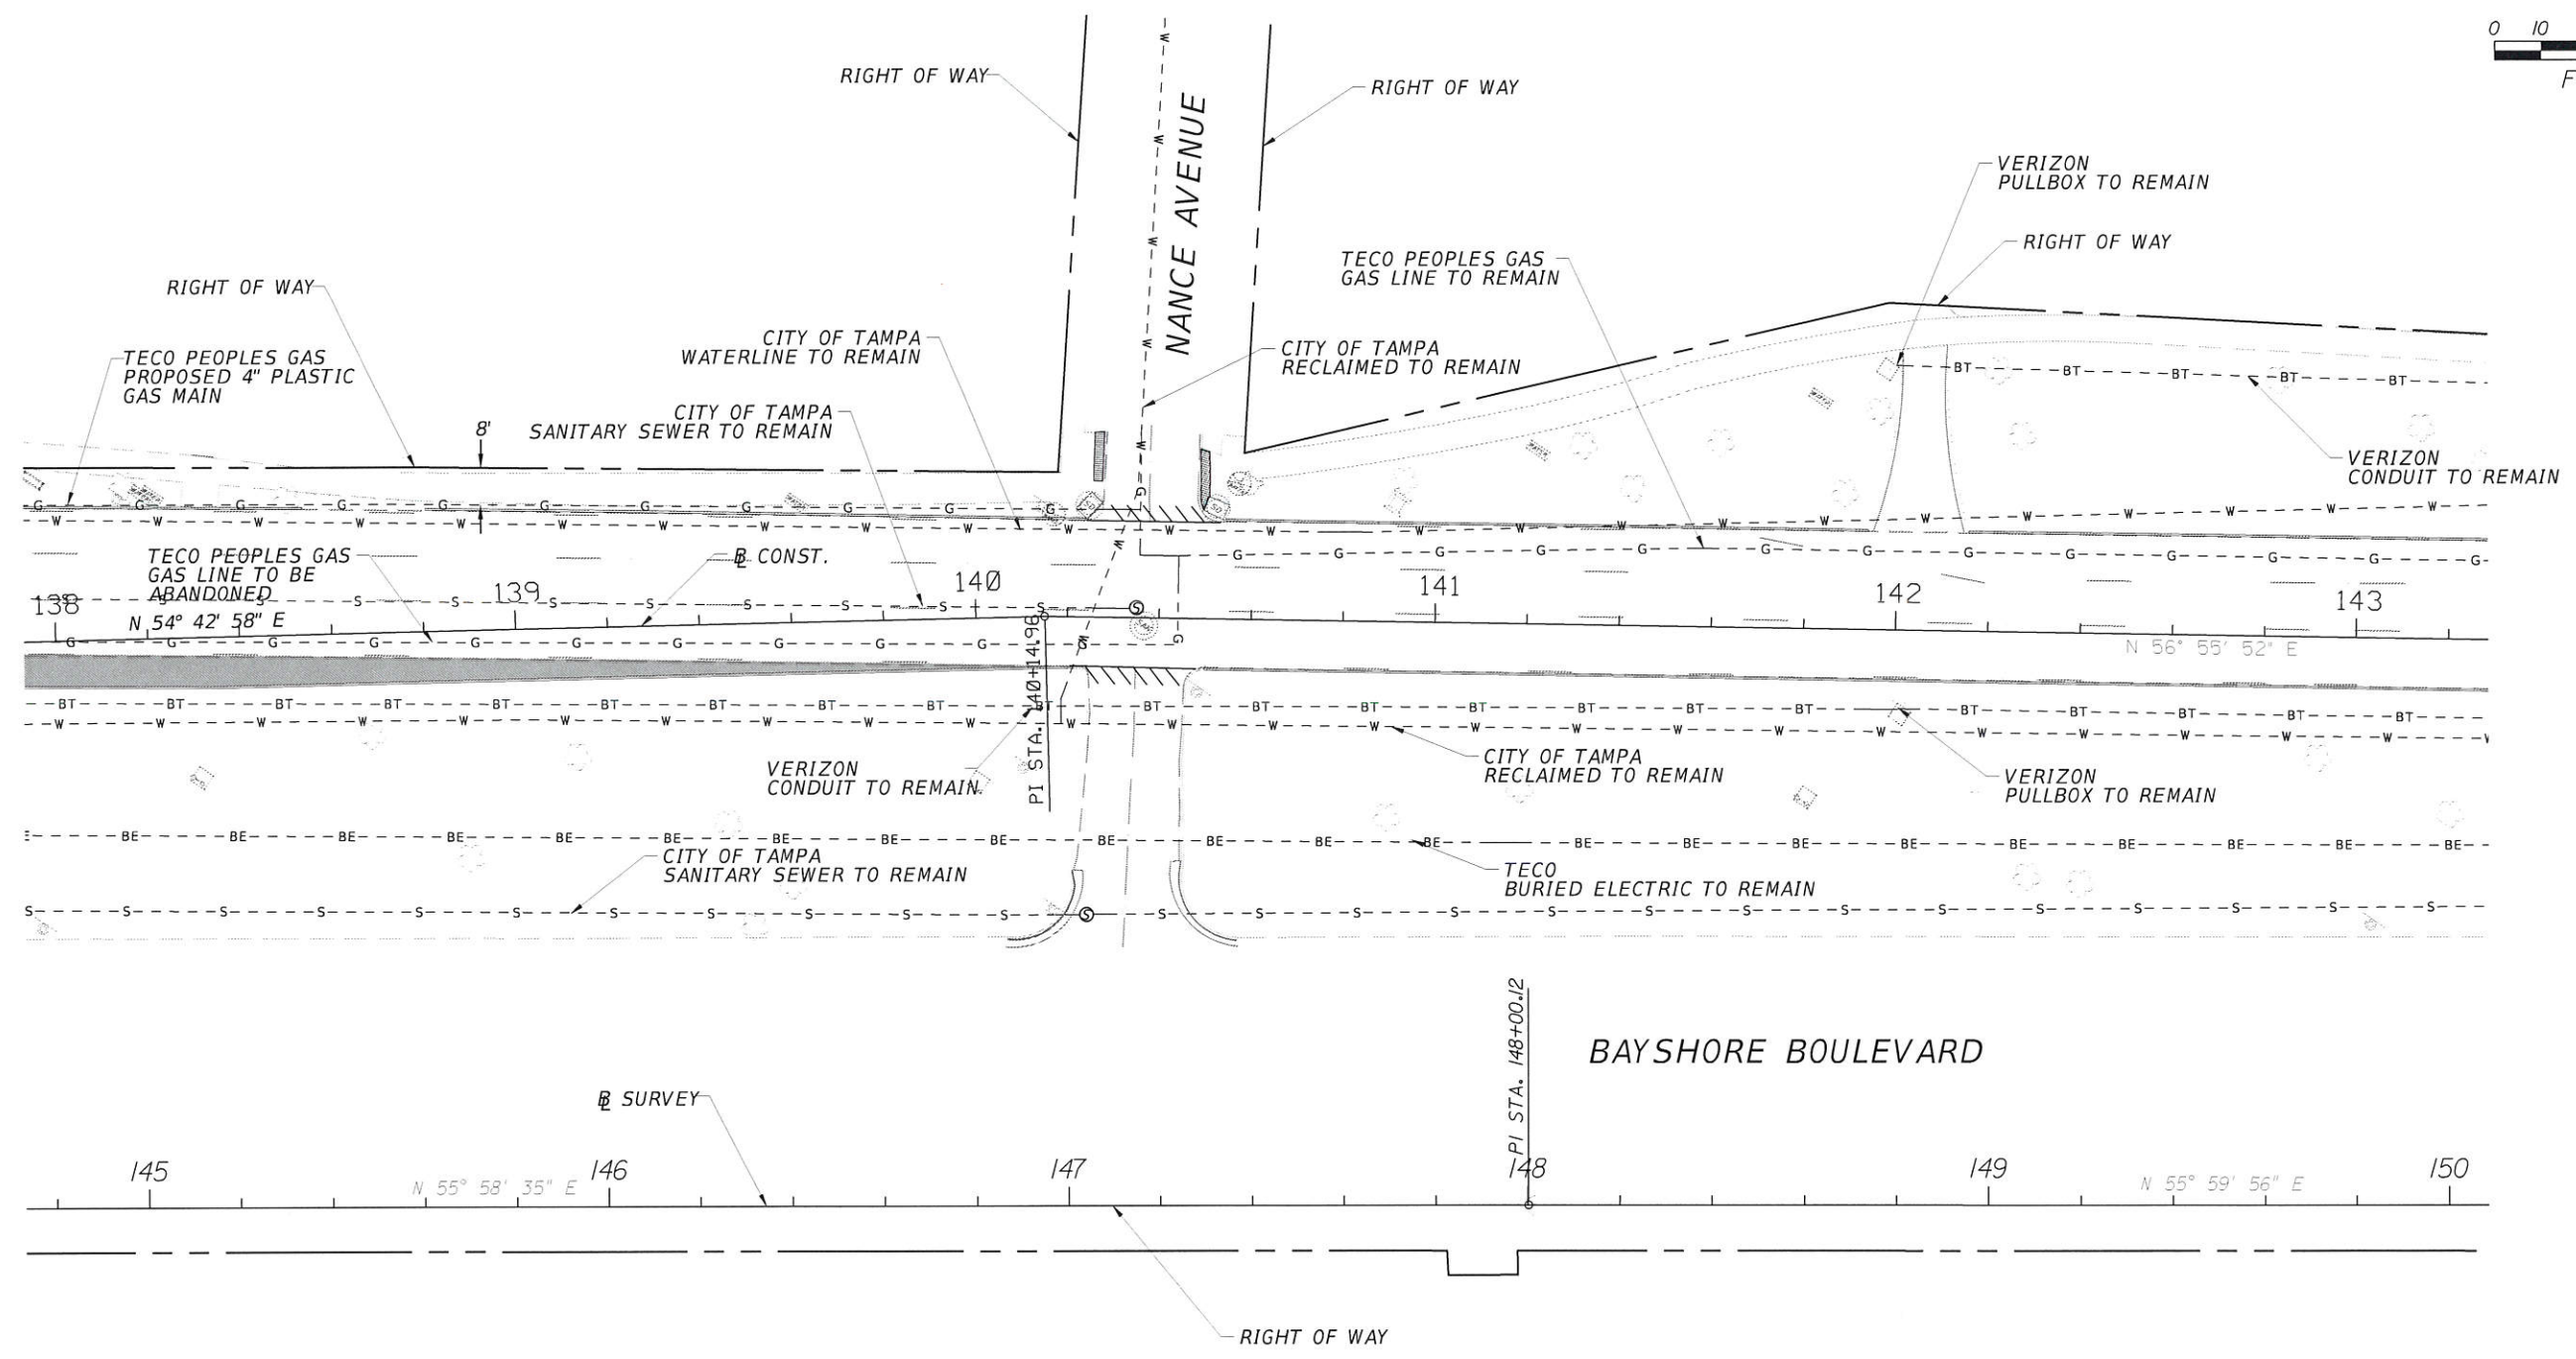 0 10
F
RIGHT OF WAY
RIGHT OF WAY
NANCE AVENUE
VERIZON
PULLBOX TO REMAIN
RIGHT OF WAY
TECO PEOPLES GAS
GAS LINE TO REMAIN
RIGHT OF WAY
CITY OF TAMPA
WATERLINE TO REMAIN
CITY OF TAMPA
RECLAIMED TO REMAIN
TECO PEOPLES GAS
PROPOSED 4" PLASTIC
GAS MAIN
CITY OF TAMPA
SANITARY SEWER TO REMAIN
8'
VERIZON
CONDUIT TO REMAIN
TECO PEOPLES GAS
GAS LINE TO BE
ABANDONED
BL CONST.
138 139 140 141 142 143
N 54° 42' 58" E
N 56° 55' 52" E
PI STA. 140+14.96
VERIZON
CONDUIT TO REMAIN
CITY OF TAMPA
RECLAIMED TO REMAIN
VERIZON
PULLBOX TO REMAIN
CITY OF TAMPA
SANITARY SEWER TO REMAIN
TECO
BURIED ELECTRIC TO REMAIN
PI STA. 148+00.12
BAYSHORE BOULEVARD
BL SURVEY
145 146 147 148 149 150
N 55° 58' 35" E
N 55° 59' 56" E
RIGHT OF WAY